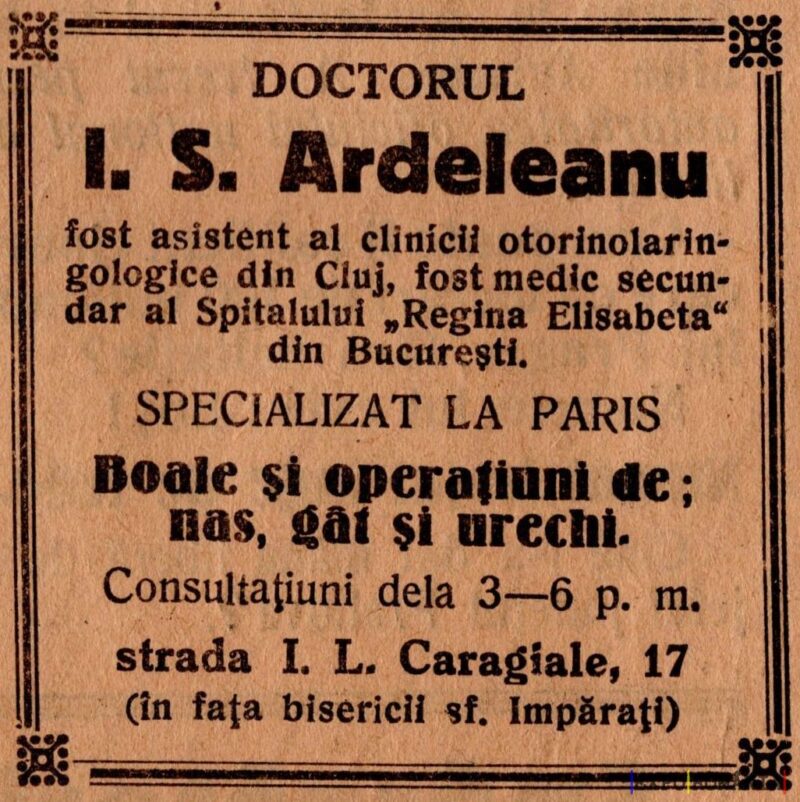 DOCTORUL
I. S. Ardeleanu
fost asistent al clinicii otorinolarin-
gologice din Cluj, fost medic secun-
dar al Spitalului „Regina Elisabeta“
din Bucureşti.
SPECIALIZAT LA PARIS
Boale şi operaţiuni de;
nas, gât şi urechi.
Consultaţiuni dela 3—6 p. m.
strada I. L. Caragiale, 17
(în faţa bisericii sf. Impăraţi)